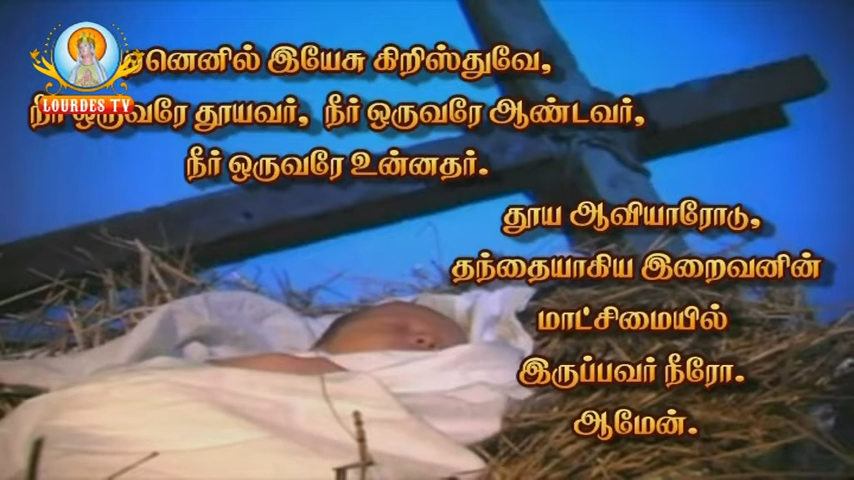 LOURDES TV
ஏனெனில் இயேசு கிறிஸ்துவே,
நீர் ஒருவரே தூயவர், நீர் ஒருவரே ஆண்டவர்,
நீர் ஒருவரே உன்னதர்.
தூய ஆவியாரோடு,
தந்தையாகிய இறைவனின்
மாட்சிமையில்
இருப்பவர் நீரே.
ஆமேன்.